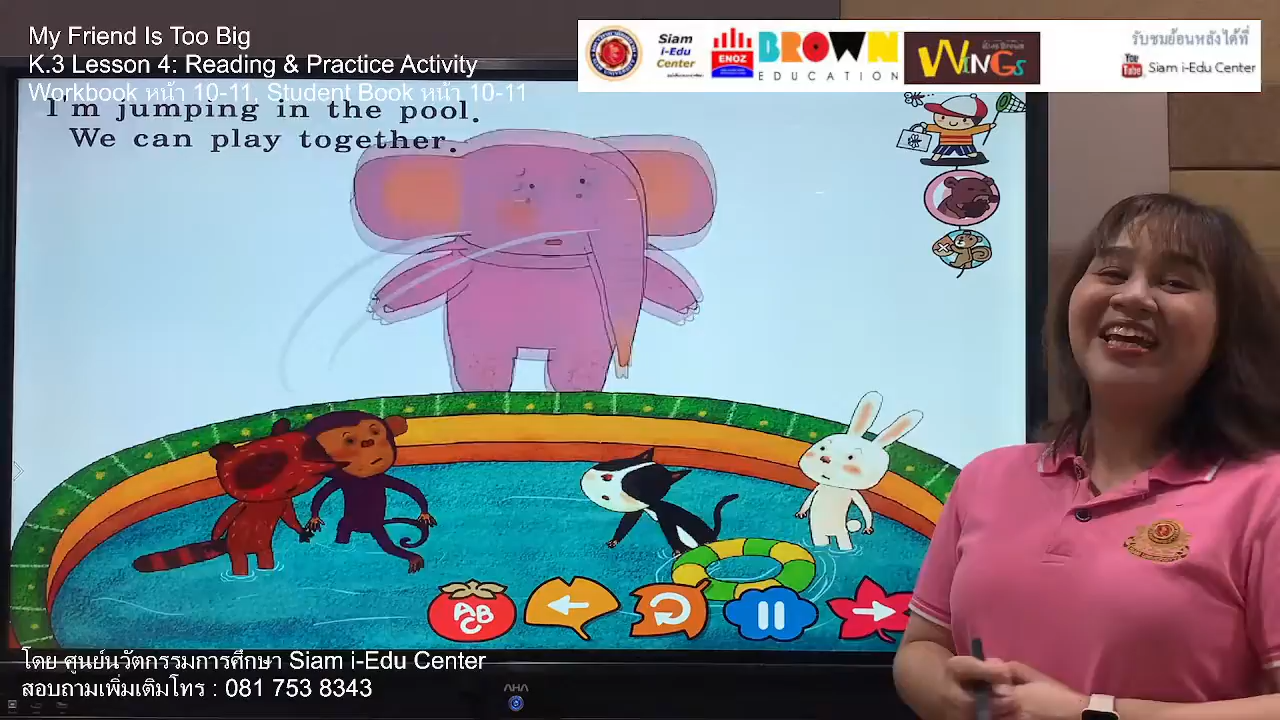 My Friend Is Too Big
K.3 Lesson 4: Reading & Practice Activity
Workbook หน้า 10-11, Student Book หน้า 10-11
Siam
i-Edu
Center
ENOZ
BROWN
EDUCATION
WINGS
รับชมย้อนหลังได้ที่
You
Tube
Siam i-Edu Center
I'm jumping in the pool.
We can play together.
ABC
โดย ศูนย์นวัตกรรมการศึกษา Siam i-Edu Center
สอบถามเพิ่มเติมโทร : 081 753 8343
AHA